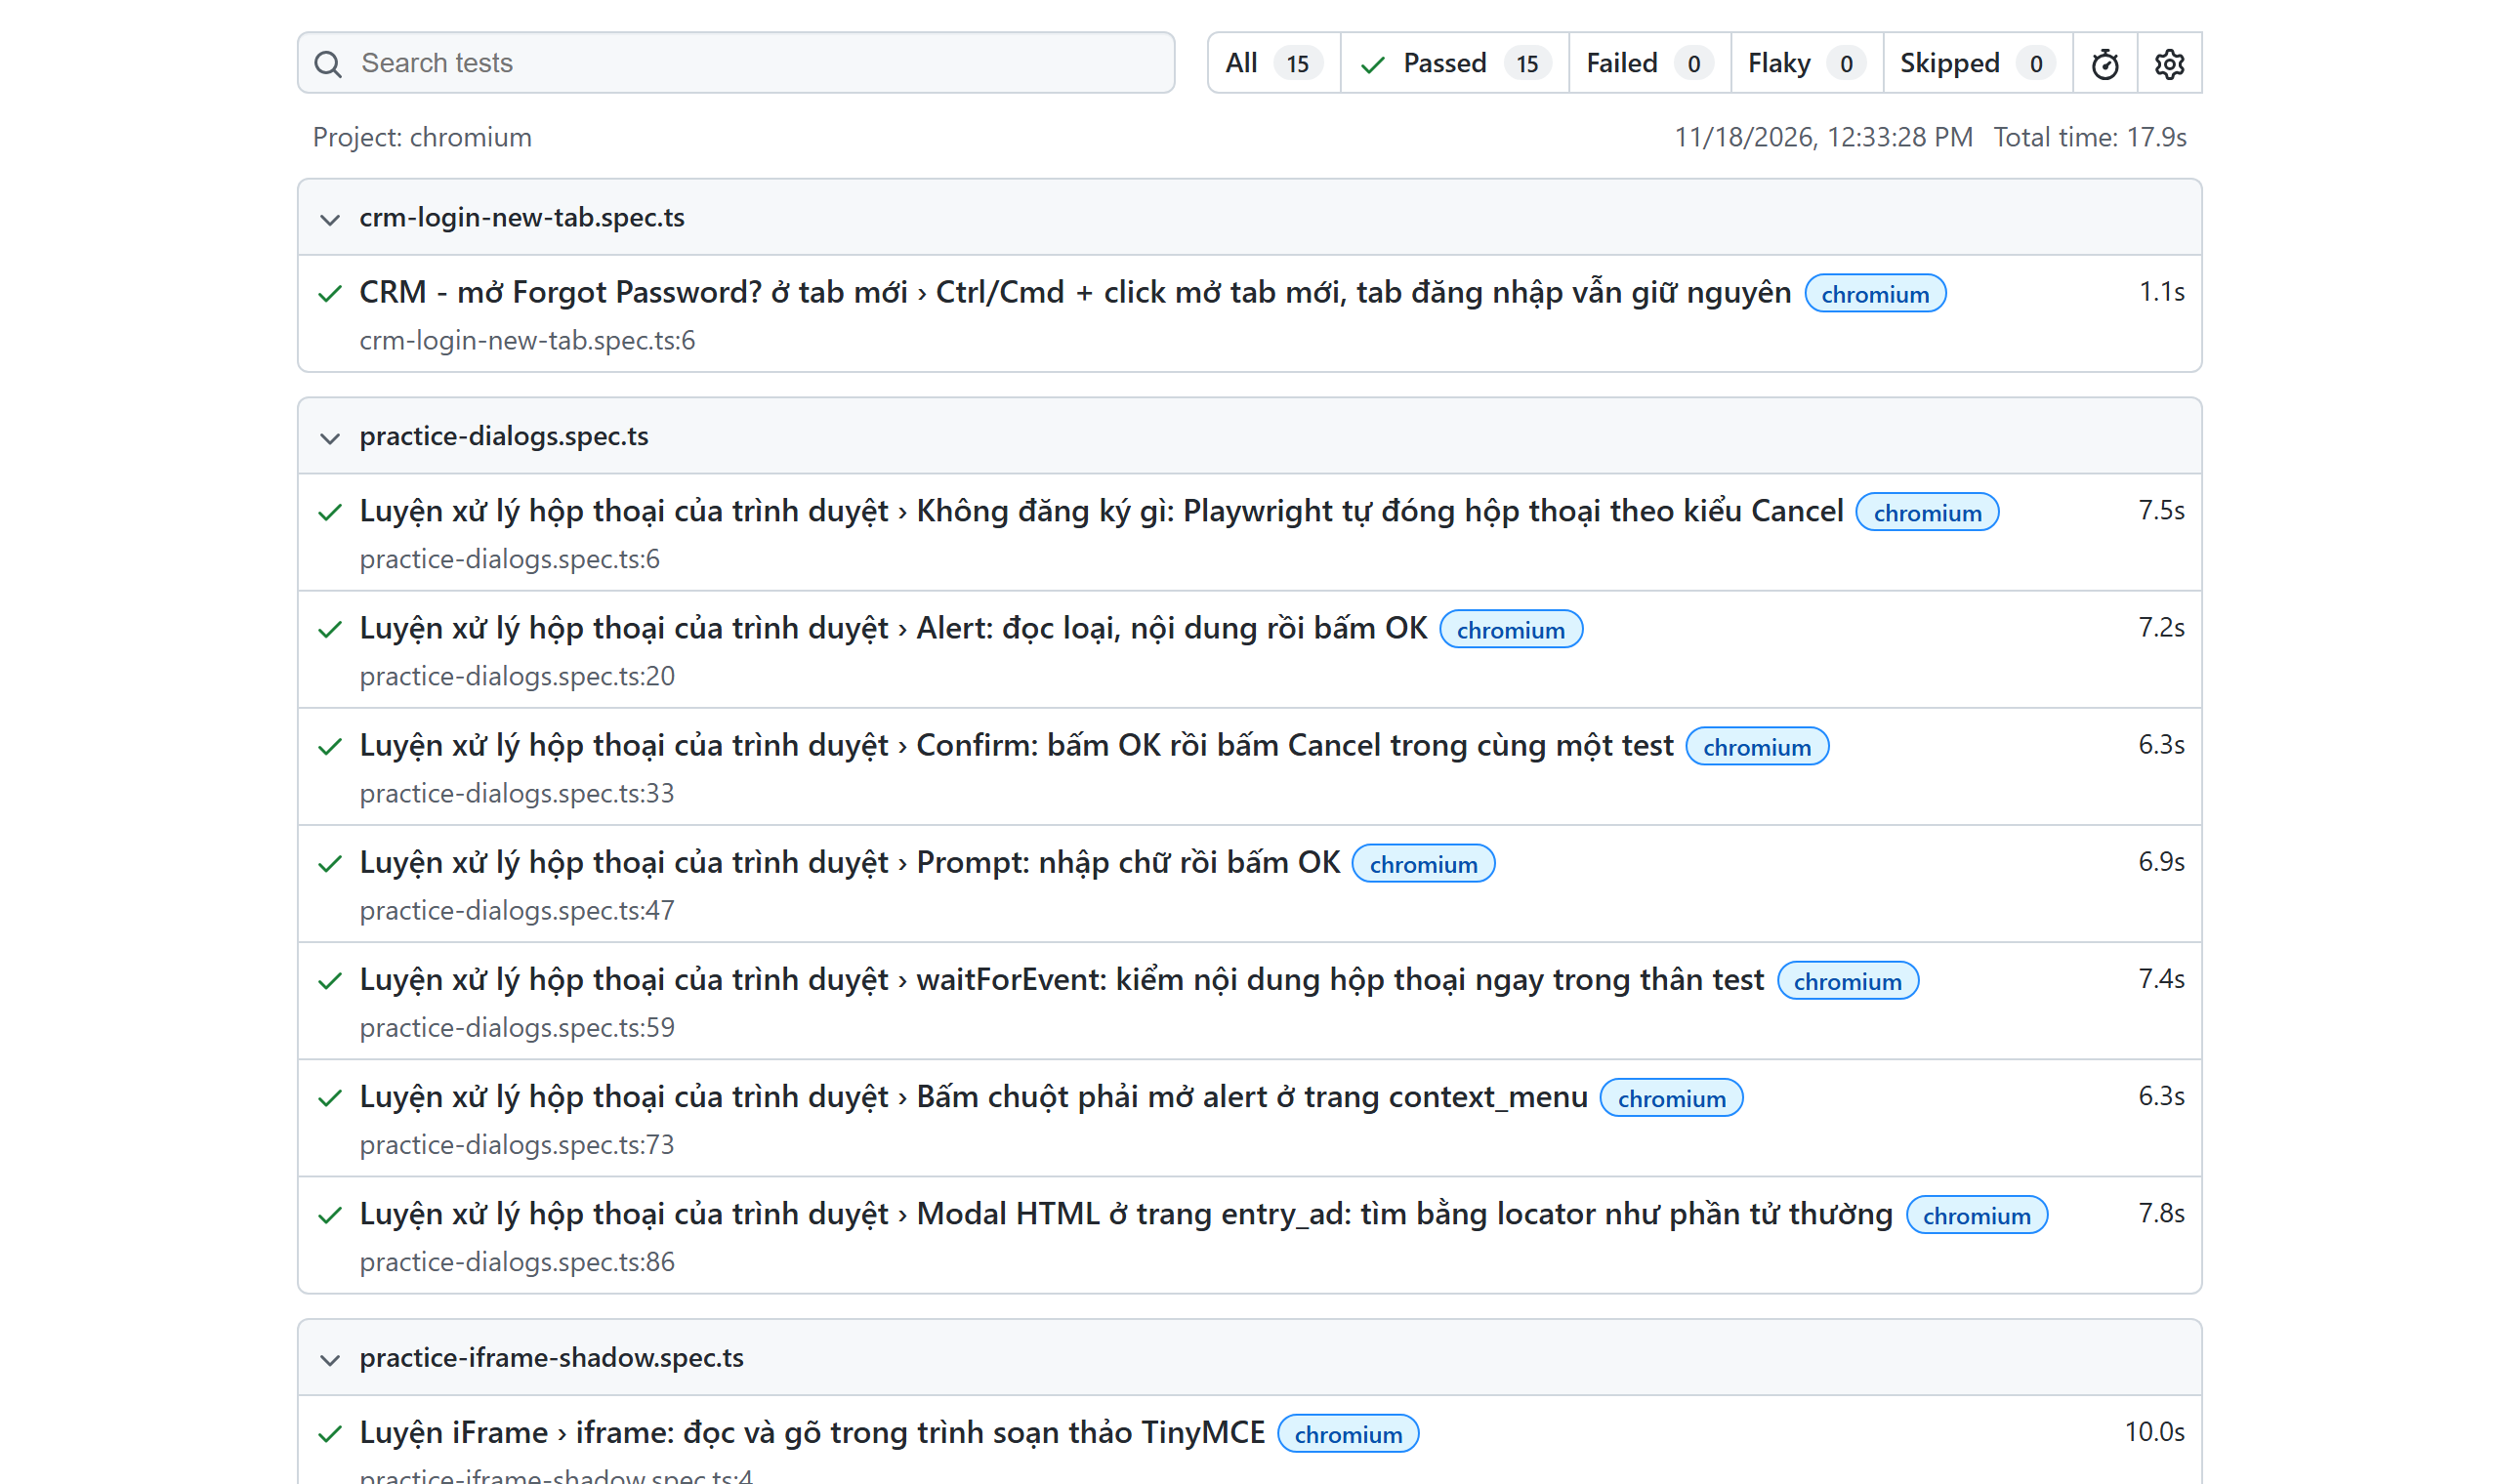 Search tests
All 15 Passed 15 Failed 0 Flaky 0 Skipped 0
Project: chromium 11/18/2026, 12:33:28 PM Total time: 17.9s
crm-login-new-tab.spec.ts
CRM - mở Forgot Password? ở tab mới › Ctrl/Cmd + click mở tab mới, tab đăng nhập vẫn giữ nguyên chromium 1.1s
crm-login-new-tab.spec.ts:6
practice-dialogs.spec.ts
Luyện xử lý hộp thoại của trình duyệt › Không đăng ký gì: Playwright tự đóng hộp thoại theo kiểu Cancel chromium 7.5s
practice-dialogs.spec.ts:6
Luyện xử lý hộp thoại của trình duyệt › Alert: đọc loại, nội dung rồi bấm OK chromium 7.2s
practice-dialogs.spec.ts:20
Luyện xử lý hộp thoại của trình duyệt › Confirm: bấm OK rồi bấm Cancel trong cùng một test chromium 6.3s
practice-dialogs.spec.ts:33
Luyện xử lý hộp thoại của trình duyệt › Prompt: nhập chữ rồi bấm OK chromium 6.9s
practice-dialogs.spec.ts:47
Luyện xử lý hộp thoại của trình duyệt › waitForEvent: kiểm nội dung hộp thoại ngay trong thân test chromium 7.4s
practice-dialogs.spec.ts:59
Luyện xử lý hộp thoại của trình duyệt › Bấm chuột phải mở alert ở trang context_menu chromium 6.3s
practice-dialogs.spec.ts:73
Luyện xử lý hộp thoại của trình duyệt › Modal HTML ở trang entry_ad: tìm bằng locator như phần tử thường chromium 7.8s
practice-dialogs.spec.ts:86
practice-iframe-shadow.spec.ts
Luyện iFrame › iframe: đọc và gõ trong trình soạn thảo TinyMCE chromium 10.0s
practice-iframe-shadow.spec.ts:4